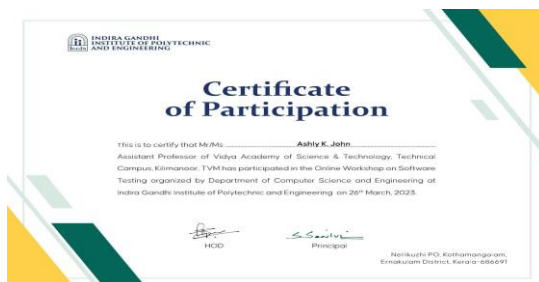 INDIRA GANDHI
INSTITUTE OF POLYTECHNIC
AND ENGINEERING
Certificate
of Participation
This is to certify that Mr/Ms Ashly K. John
Assistant Professor of Vidya Academy of Science & Technology, Technical
Campus, Kilimanoor, TVM has participated in the Online Workshop on Software
Testing organized by Department of Computer Science and Engineering at
Indira Gandhi Institute of Polytechnic and Engineering on 26th March, 2023.
HOD
Principal
Nellikuzhi PO, Kothamangalam,
Ernakulam District, Kerala-686691